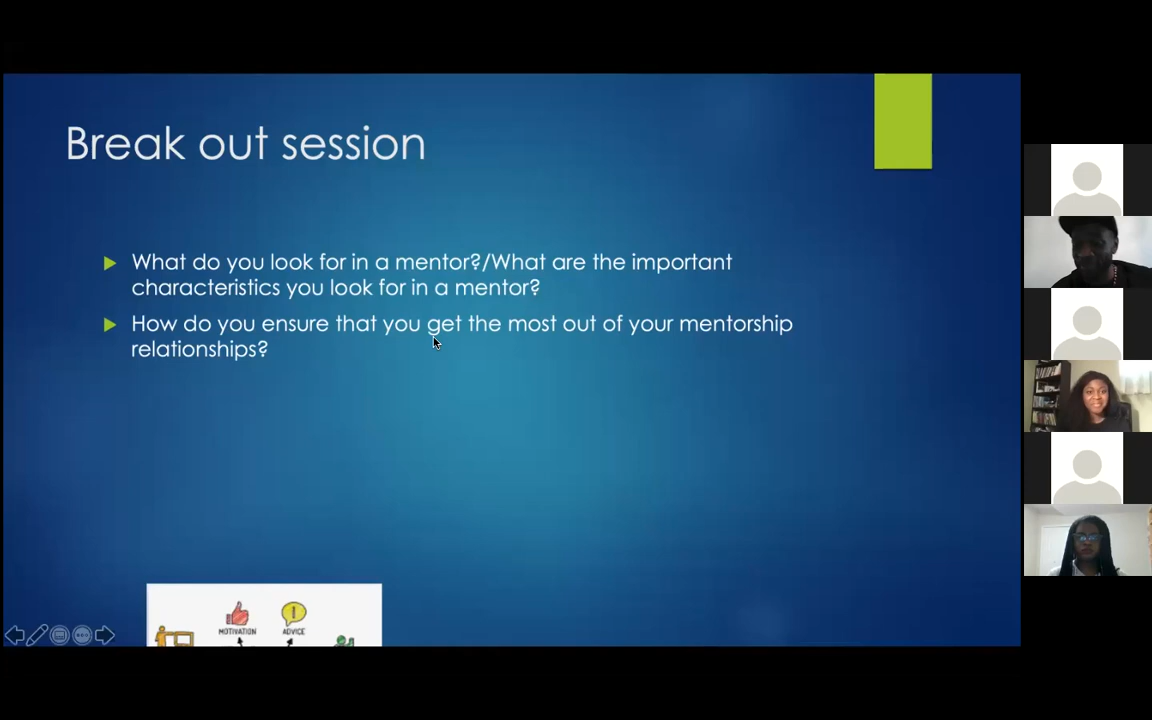 Break out session
What do you look for in a mentor?/What are the important
characteristics you look for in a mentor?
How do you ensure that you get the most out of your mentorship
relationships?
MOTIVATION
ADVICE